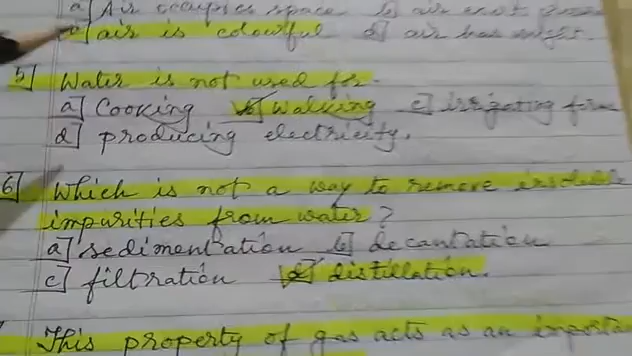 a] Air occupies space b] air
c] air is colourful d] air has weight.
5] Water is not used for-
a] Cooking b] walking c] irrigating farm
d] producing electricity.
6] Which is not a way to remove insoluble
impurities from water?
a] sedimentation b] decantation
c] filtration d] distillation.
This property of gas acts as an importa